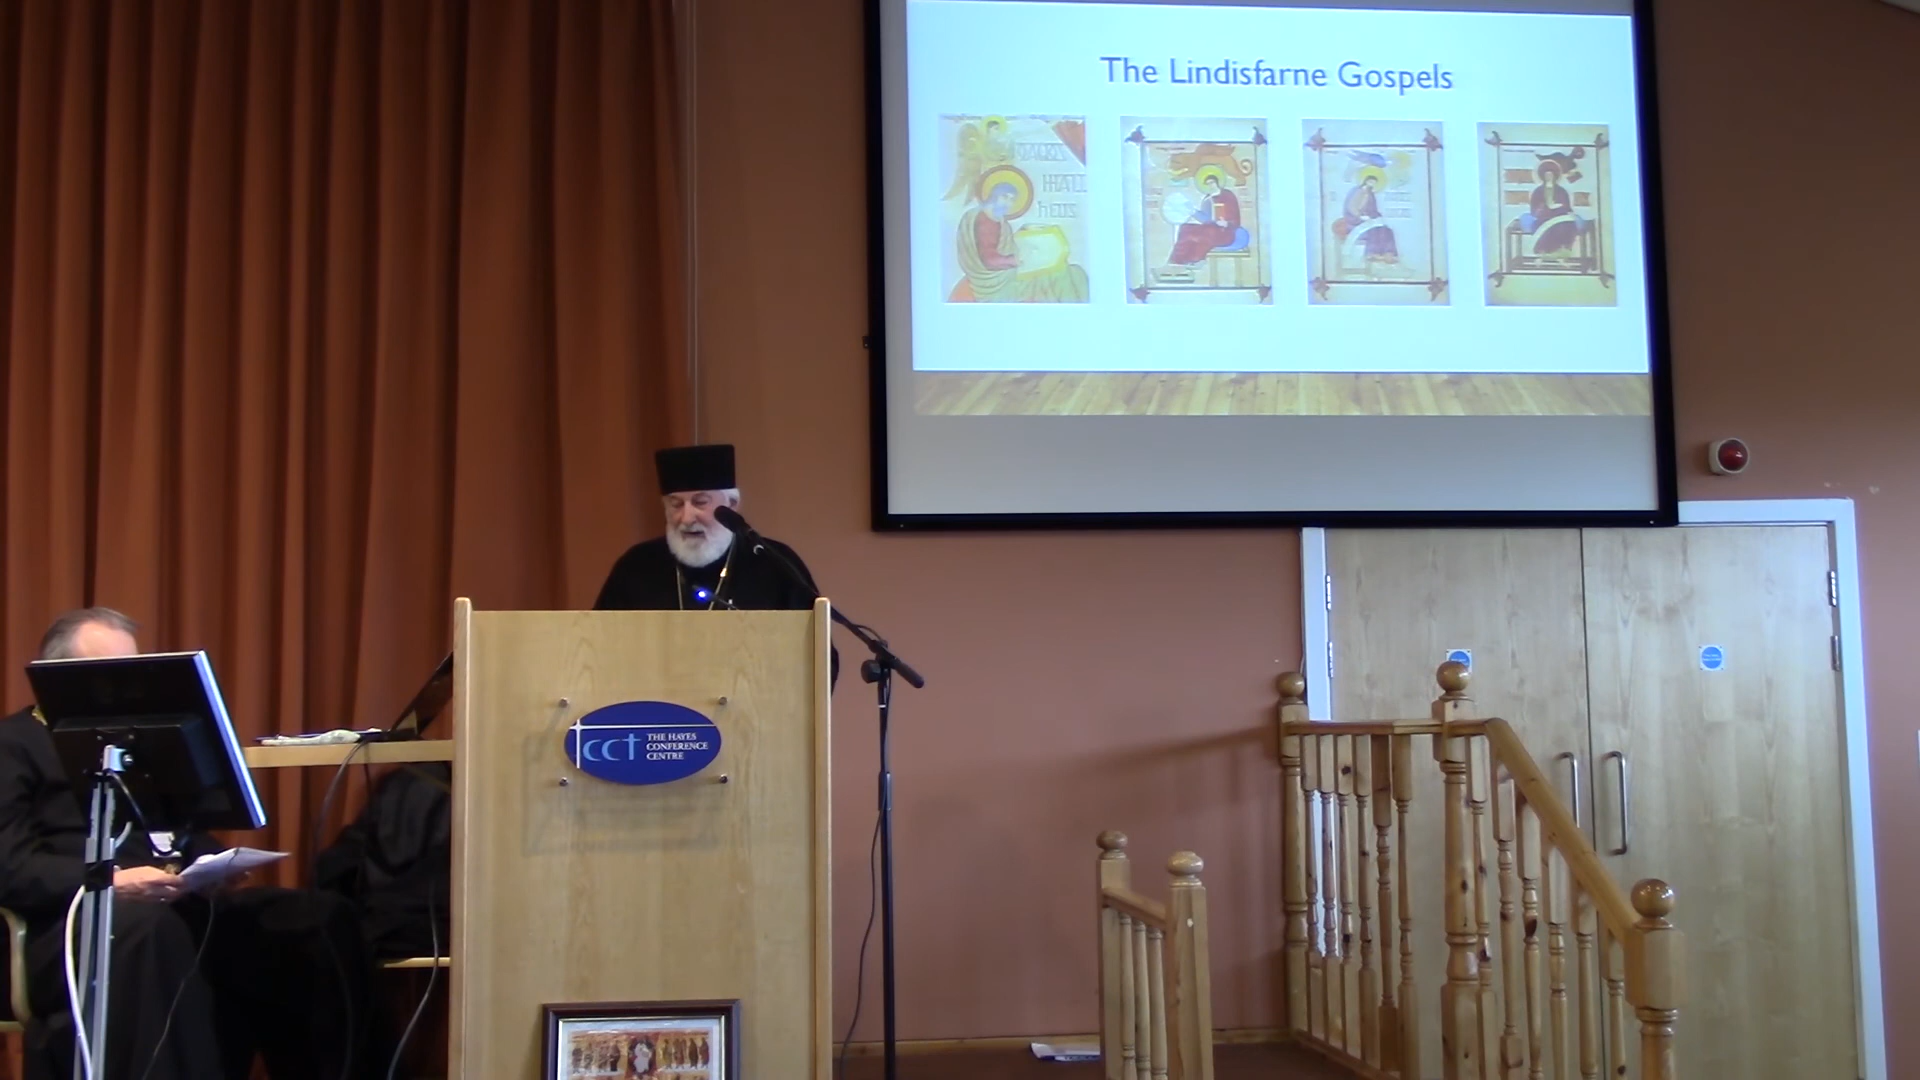 The Lindisfarne Gospels
cct
THE HAYES
CONFERENCE
CENTRE